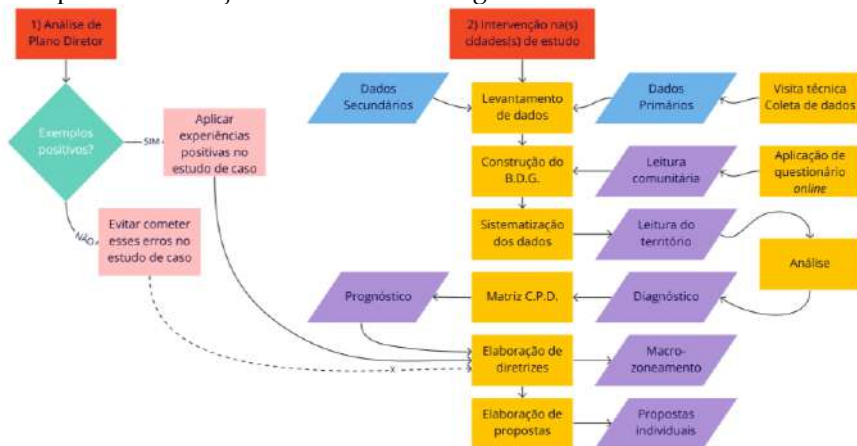 1) Análise de
Plano Diretor
2) Intervenção na(s)
cidades(s) de estudo
Dados
Secundários
Levantamento
de dados
Dados
Primários
Visita técnica
Coleta de dados
Exemplos
positivos?
SIM
Aplicar
experiências
positivas no
estudo de caso
Construção do
B.D.G.
Leitura
comunitária
Aplicação de
questionário
online
NÃO
Evitar cometer
esses erros no
estudo de caso
Sistematização
dos dados
Leitura do
território
Análise
Prognóstico
Matriz C.P.D.
Diagnóstico
x
Elaboração de
diretrizes
Macro-
zoneamento
Elaboração de
propostas
Propostas
individuais